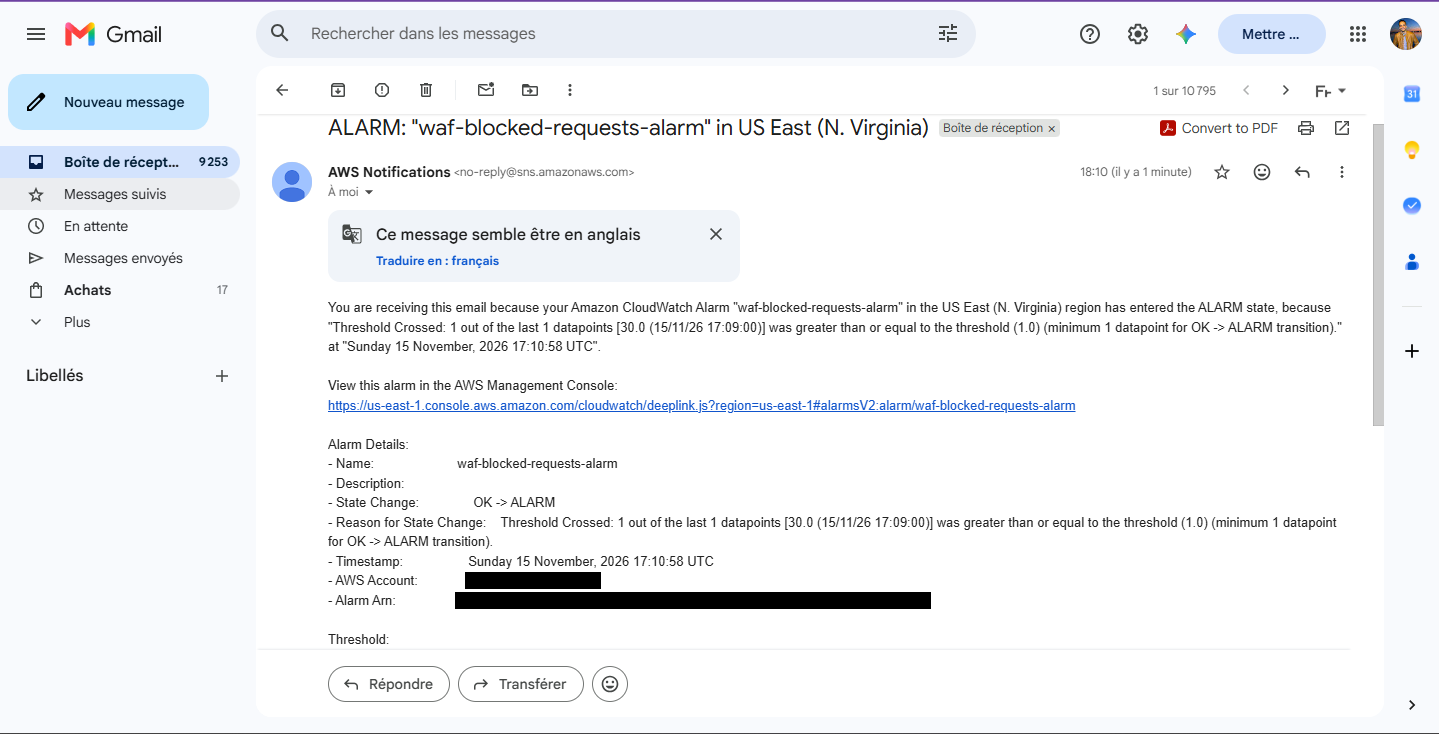 Gmail
Rechercher dans les messages
Mettre ...
Nouveau message
1 sur 10 795
Fr
31
ALARM: "waf-blocked-requests-alarm" in US East (N. Virginia)
Boîte de réception ×
Convert to PDF
Boîte de récept... 9 253
Messages suivis
En attente
Messages envoyés
Achats 17
Plus
Libellés
AWS Notifications <no-reply@sns.amazonaws.com>
18:10 (il y a 1 minute)
À moi
Ce message semble être en anglais
Traduire en : français
You are receiving this email because your Amazon CloudWatch Alarm "waf-blocked-requests-alarm" in the US East (N. Virginia) region has entered the ALARM state, because
"Threshold Crossed: 1 out of the last 1 datapoints [30.0 (15/11/26 17:09:00)] was greater than or equal to the threshold (1.0) (minimum 1 datapoint for OK -> ALARM transition)."
at "Sunday 15 November, 2026 17:10:58 UTC".
View this alarm in the AWS Management Console:
https://us-east-1.console.aws.amazon.com/cloudwatch/deeplink.js?region=us-east-1#alarmsV2:alarm/waf-blocked-requests-alarm
Alarm Details:
- Name: waf-blocked-requests-alarm
- Description:
- State Change: OK -> ALARM
- Reason for State Change: Threshold Crossed: 1 out of the last 1 datapoints [30.0 (15/11/26 17:09:00)] was greater than or equal to the threshold (1.0) (minimum 1 datapoint
for OK -> ALARM transition).
- Timestamp: Sunday 15 November, 2026 17:10:58 UTC
- AWS Account:
- Alarm Arn:
Threshold:
Répondre
Transférer